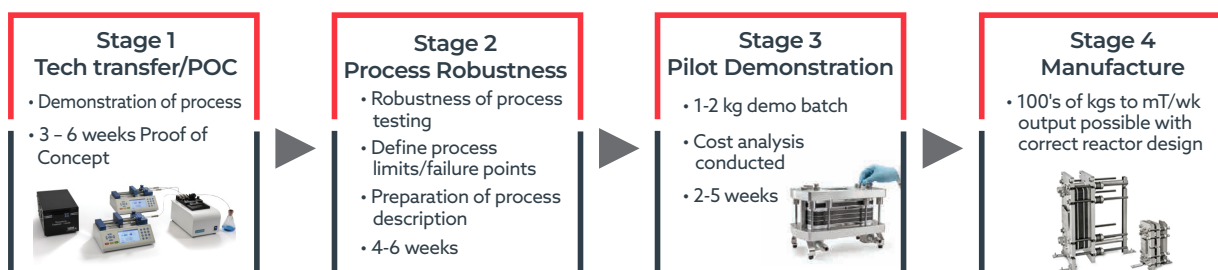 Stage 1
Tech transfer/POC
• Demonstration of process
• 3 – 6 weeks Proof of
Concept
Stage 2
Process Robustness
• Robustness of process
testing
• Define process
limits/failure points
• Preparation of process
description
• 4-6 weeks
Stage 3
Pilot Demonstration
• 1-2 kg demo batch
• Cost analysis
conducted
• 2-5 weeks
Stage 4
Manufacture
• 100's of kgs to mT/wk
output possible with
correct reactor design